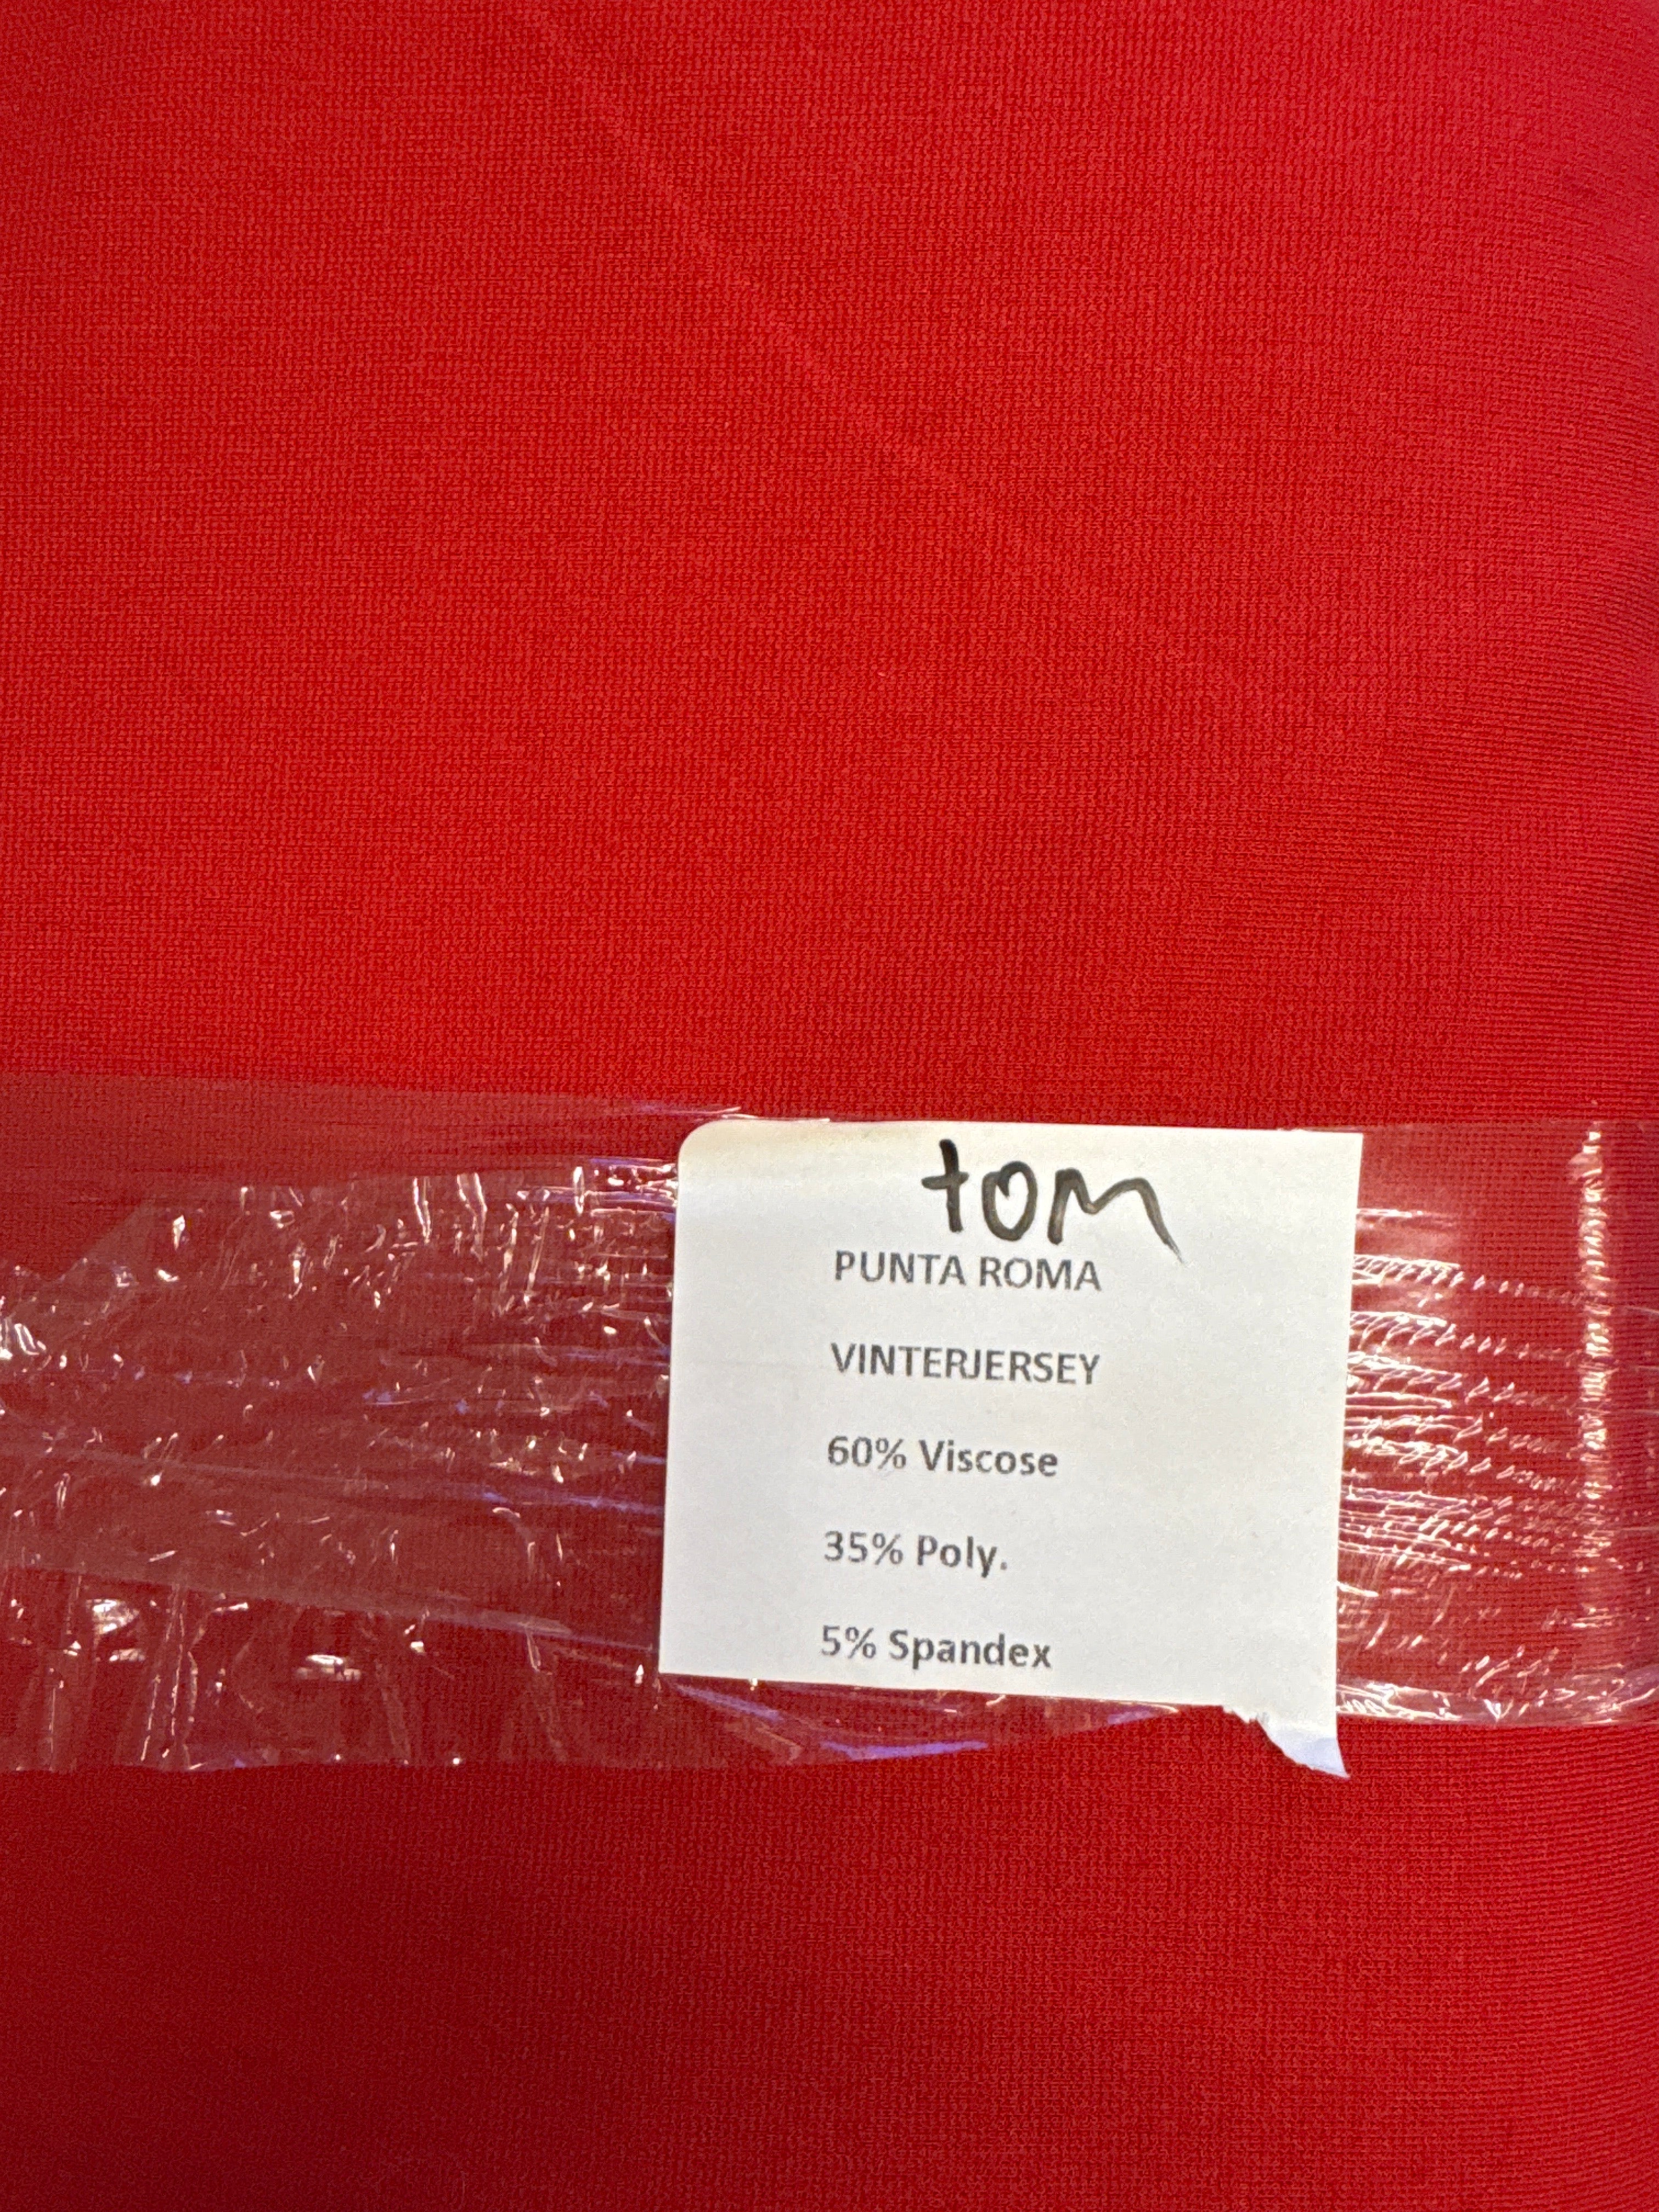 tom
PUNTA ROMA
VINTERJERSEY
60% Viscose
35% Poly.
5% Spandex